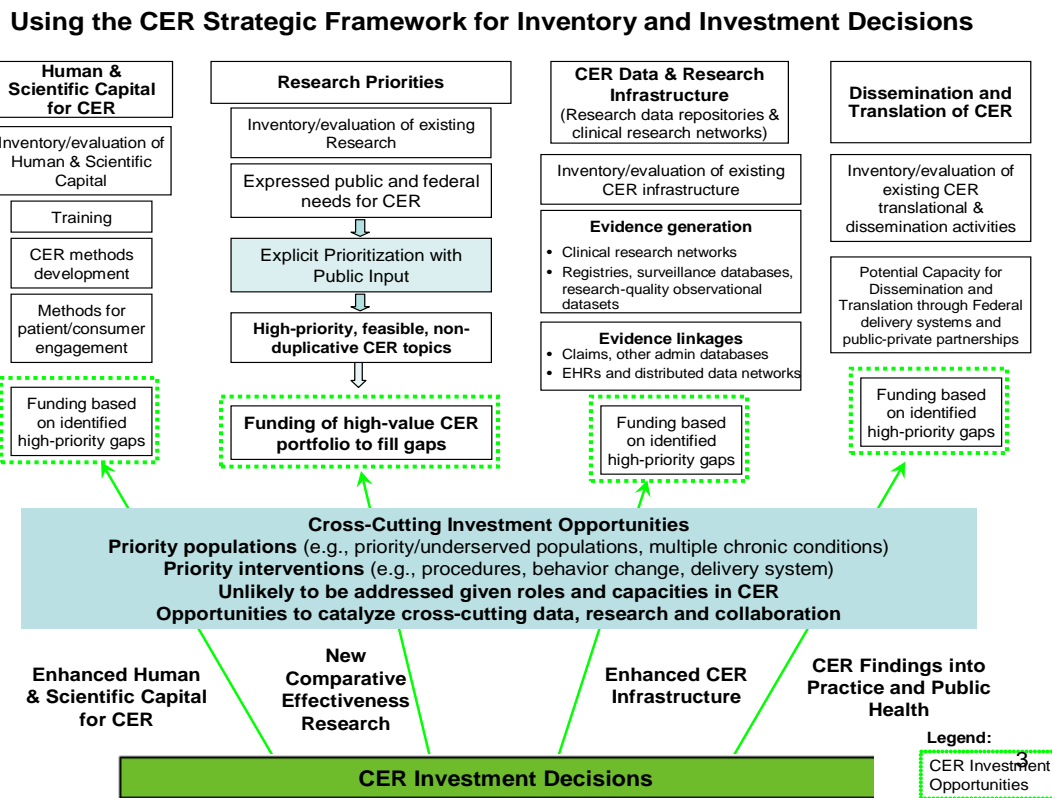 Using the CER Strategic Framework for Inventory and Investment Decisions
Human &
Scientific Capital
for CER
Inventory/evaluation of
Human & Scientific
Capital
Training
CER methods
development
Methods for
patient/consumer
engagement
Funding based
on identified
high-priority gaps
Research Priorities
Inventory/evaluation of existing
Research
Expressed public and federal
needs for CER
Explicit Prioritization with
Public Input
High-priority, feasible, non-
duplicative CER topics
Funding of high-value CER
portfolio to fill gaps
CER Data & Research
Infrastructure
(Research data repositories &
clinical research networks)
Inventory/evaluation of existing
CER infrastructure
Evidence generation
• Clinical research networks
• Registries, surveillance databases,
research-quality observational
datasets
Evidence linkages
• Claims, other admin databases
• EHRs and distributed data networks
Funding based
on identified
high-priority gaps
Dissemination and
Translation of CER
Inventory/evaluation of
existing CER
translational &
dissemination activities
Potential Capacity for
Dissemination and
Translation through Federal
delivery systems and
public-private partnerships
Funding based
on identified
high-priority gaps
Cross-Cutting Investment Opportunities
Priority populations (e.g., priority/underserved populations, multiple chronic conditions)
Priority interventions (e.g., procedures, behavior change, delivery system)
Unlikely to be addressed given roles and capacities in CER
Opportunities to catalyze cross-cutting data, research and collaboration
Enhanced Human
& Scientific Capital
for CER
New
Comparative
Effectiveness
Research
Enhanced CER
Infrastructure
CER Findings into
Practice and Public
Health
CER Investment Decisions
Legend:
CER Investment
Opportunities
3